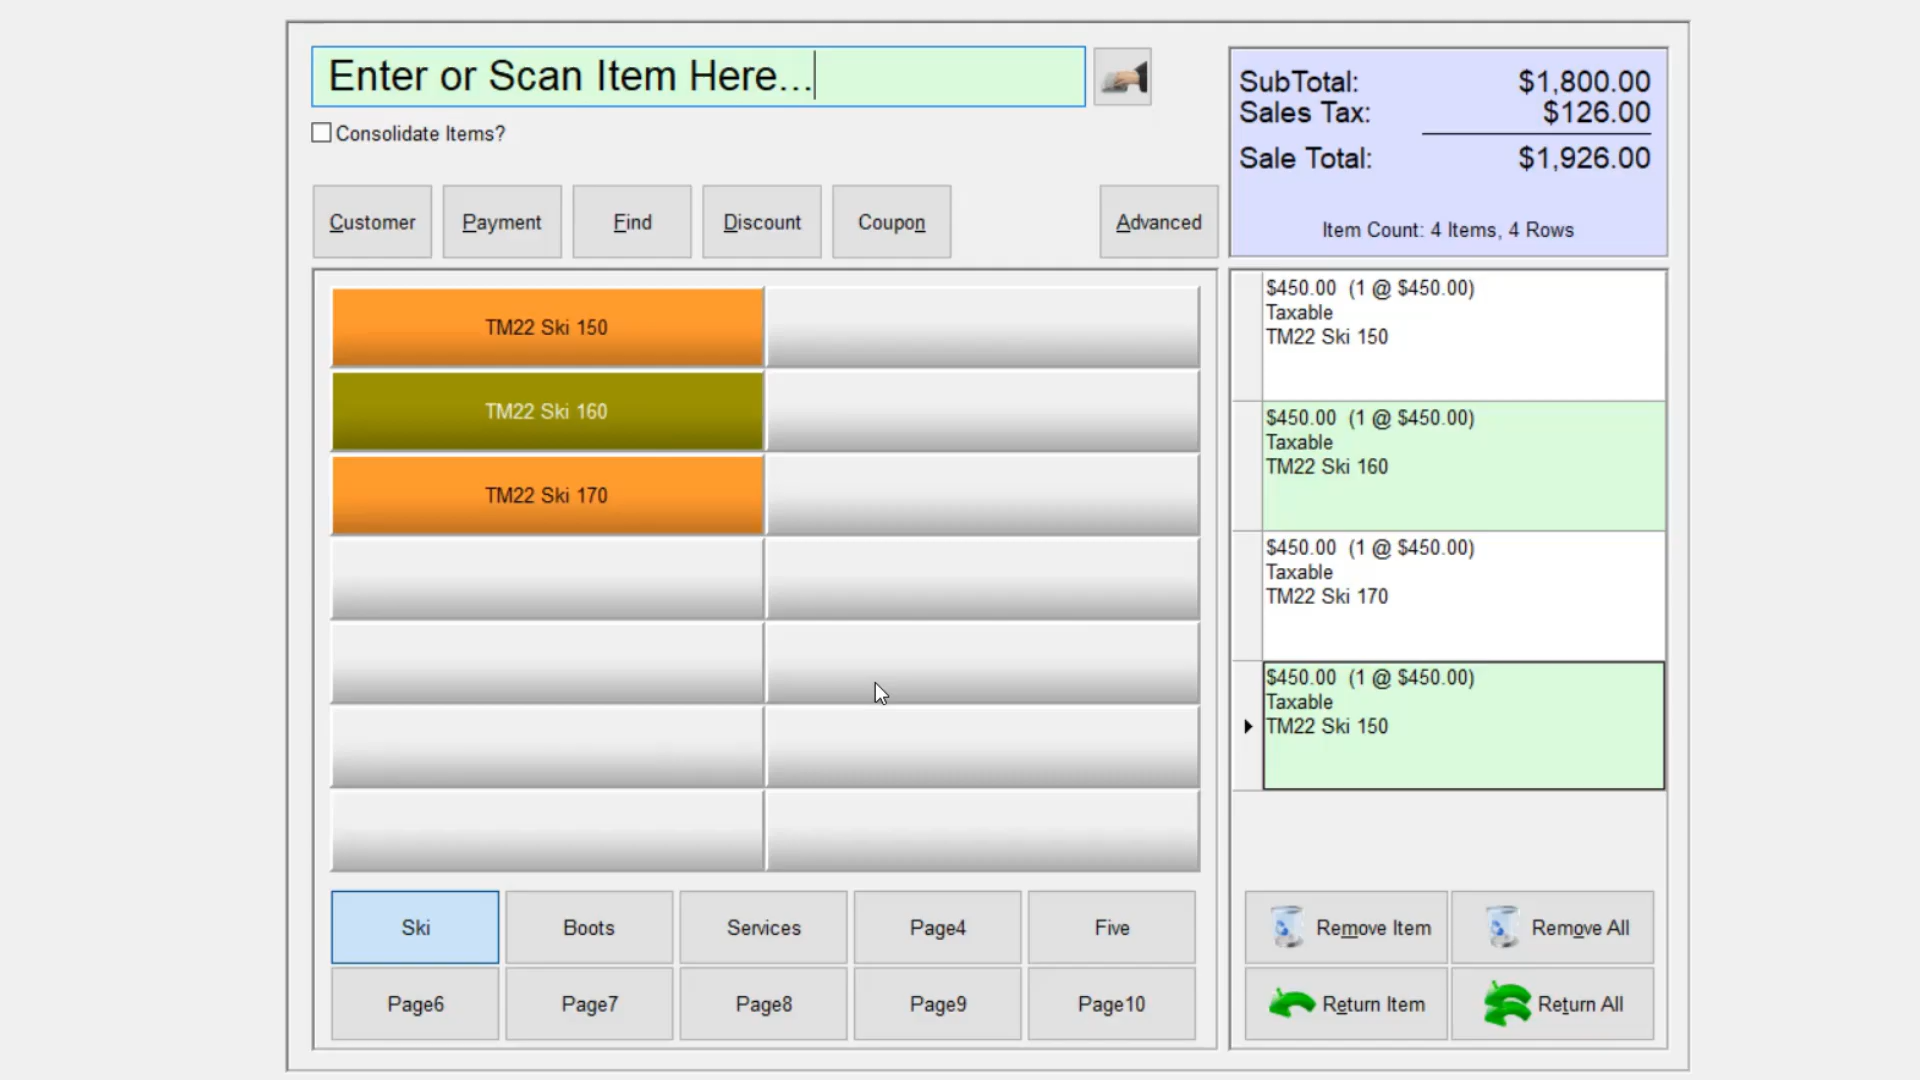 Enter or Scan Item Here...
Consolidate Items?
Customer
Payment
Find
Discount
Coupon
Advanced
SubTotal: $1,800.00
Sales Tax: $126.00
Sale Total: $1,926.00
Item Count: 4 Items, 4 Rows
TM22 Ski 150
TM22 Ski 160
TM22 Ski 170
$450.00 (1 @ $450.00)
Taxable
TM22 Ski 150
$450.00 (1 @ $450.00)
Taxable
TM22 Ski 160
$450.00 (1 @ $450.00)
Taxable
TM22 Ski 170
$450.00 (1 @ $450.00)
Taxable
TM22 Ski 150
Ski
Boots
Services
Page4
Five
Page6
Page7
Page8
Page9
Page10
Remove Item
Remove All
Return Item
Return All